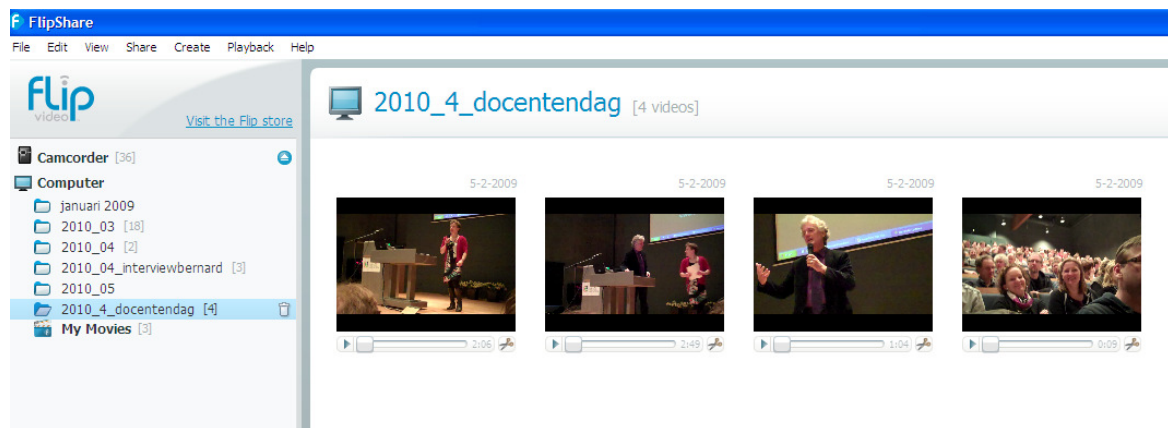 FlipShare
File Edit View Share Create Playback Help
flip
video
Visit the Flip store
Camcorder [36]
Computer
januari 2009
2010_03 [18]
2010_04 [2]
2010_04_interviewbernard [3]
2010_05
2010_4_docentendag [4]
My Movies [3]
2010_4_docentendag [4 videos]
5-2-2009 5-2-2009 5-2-2009 5-2-2009
2:06 2:49 1:04 0:09